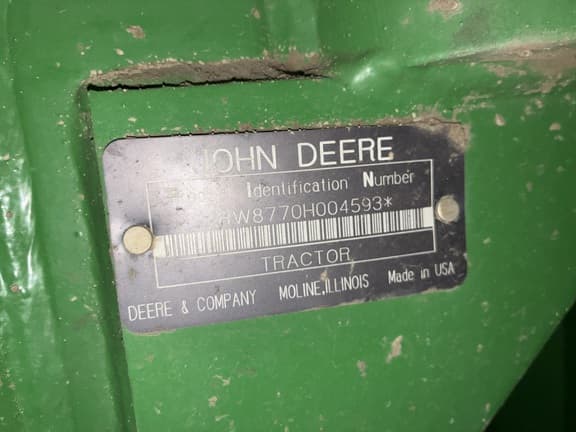 JOHN DEERE
Identification Number
RW8770H004593*
TRACTOR
DEERE & COMPANY MOLINE,ILLINOIS Made in USA